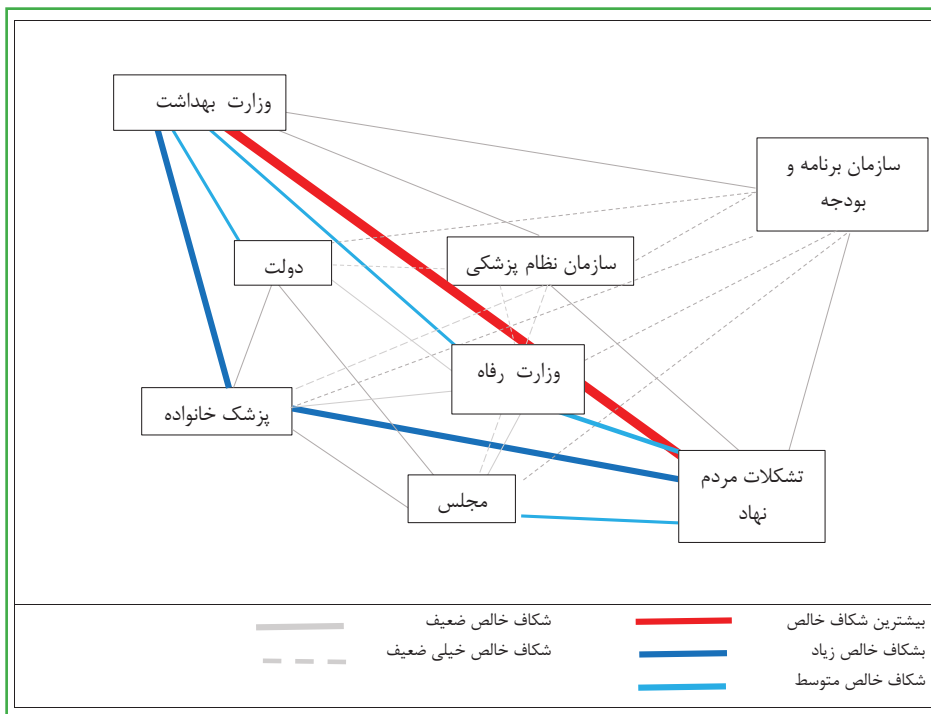 وزارت بهداشت
سازمان برنامه و
بودجه
سازمان نظام پزشکی
دولت
وزارت رفاه
پزشک خانواده
تشکلات مردم
نهاد
مجلس
بیشترین شکاف خالص
بشکاف خالص زیاد
شکاف خالص متوسط
شکاف خالص ضعیف
شکاف خالص خیلی ضعیف